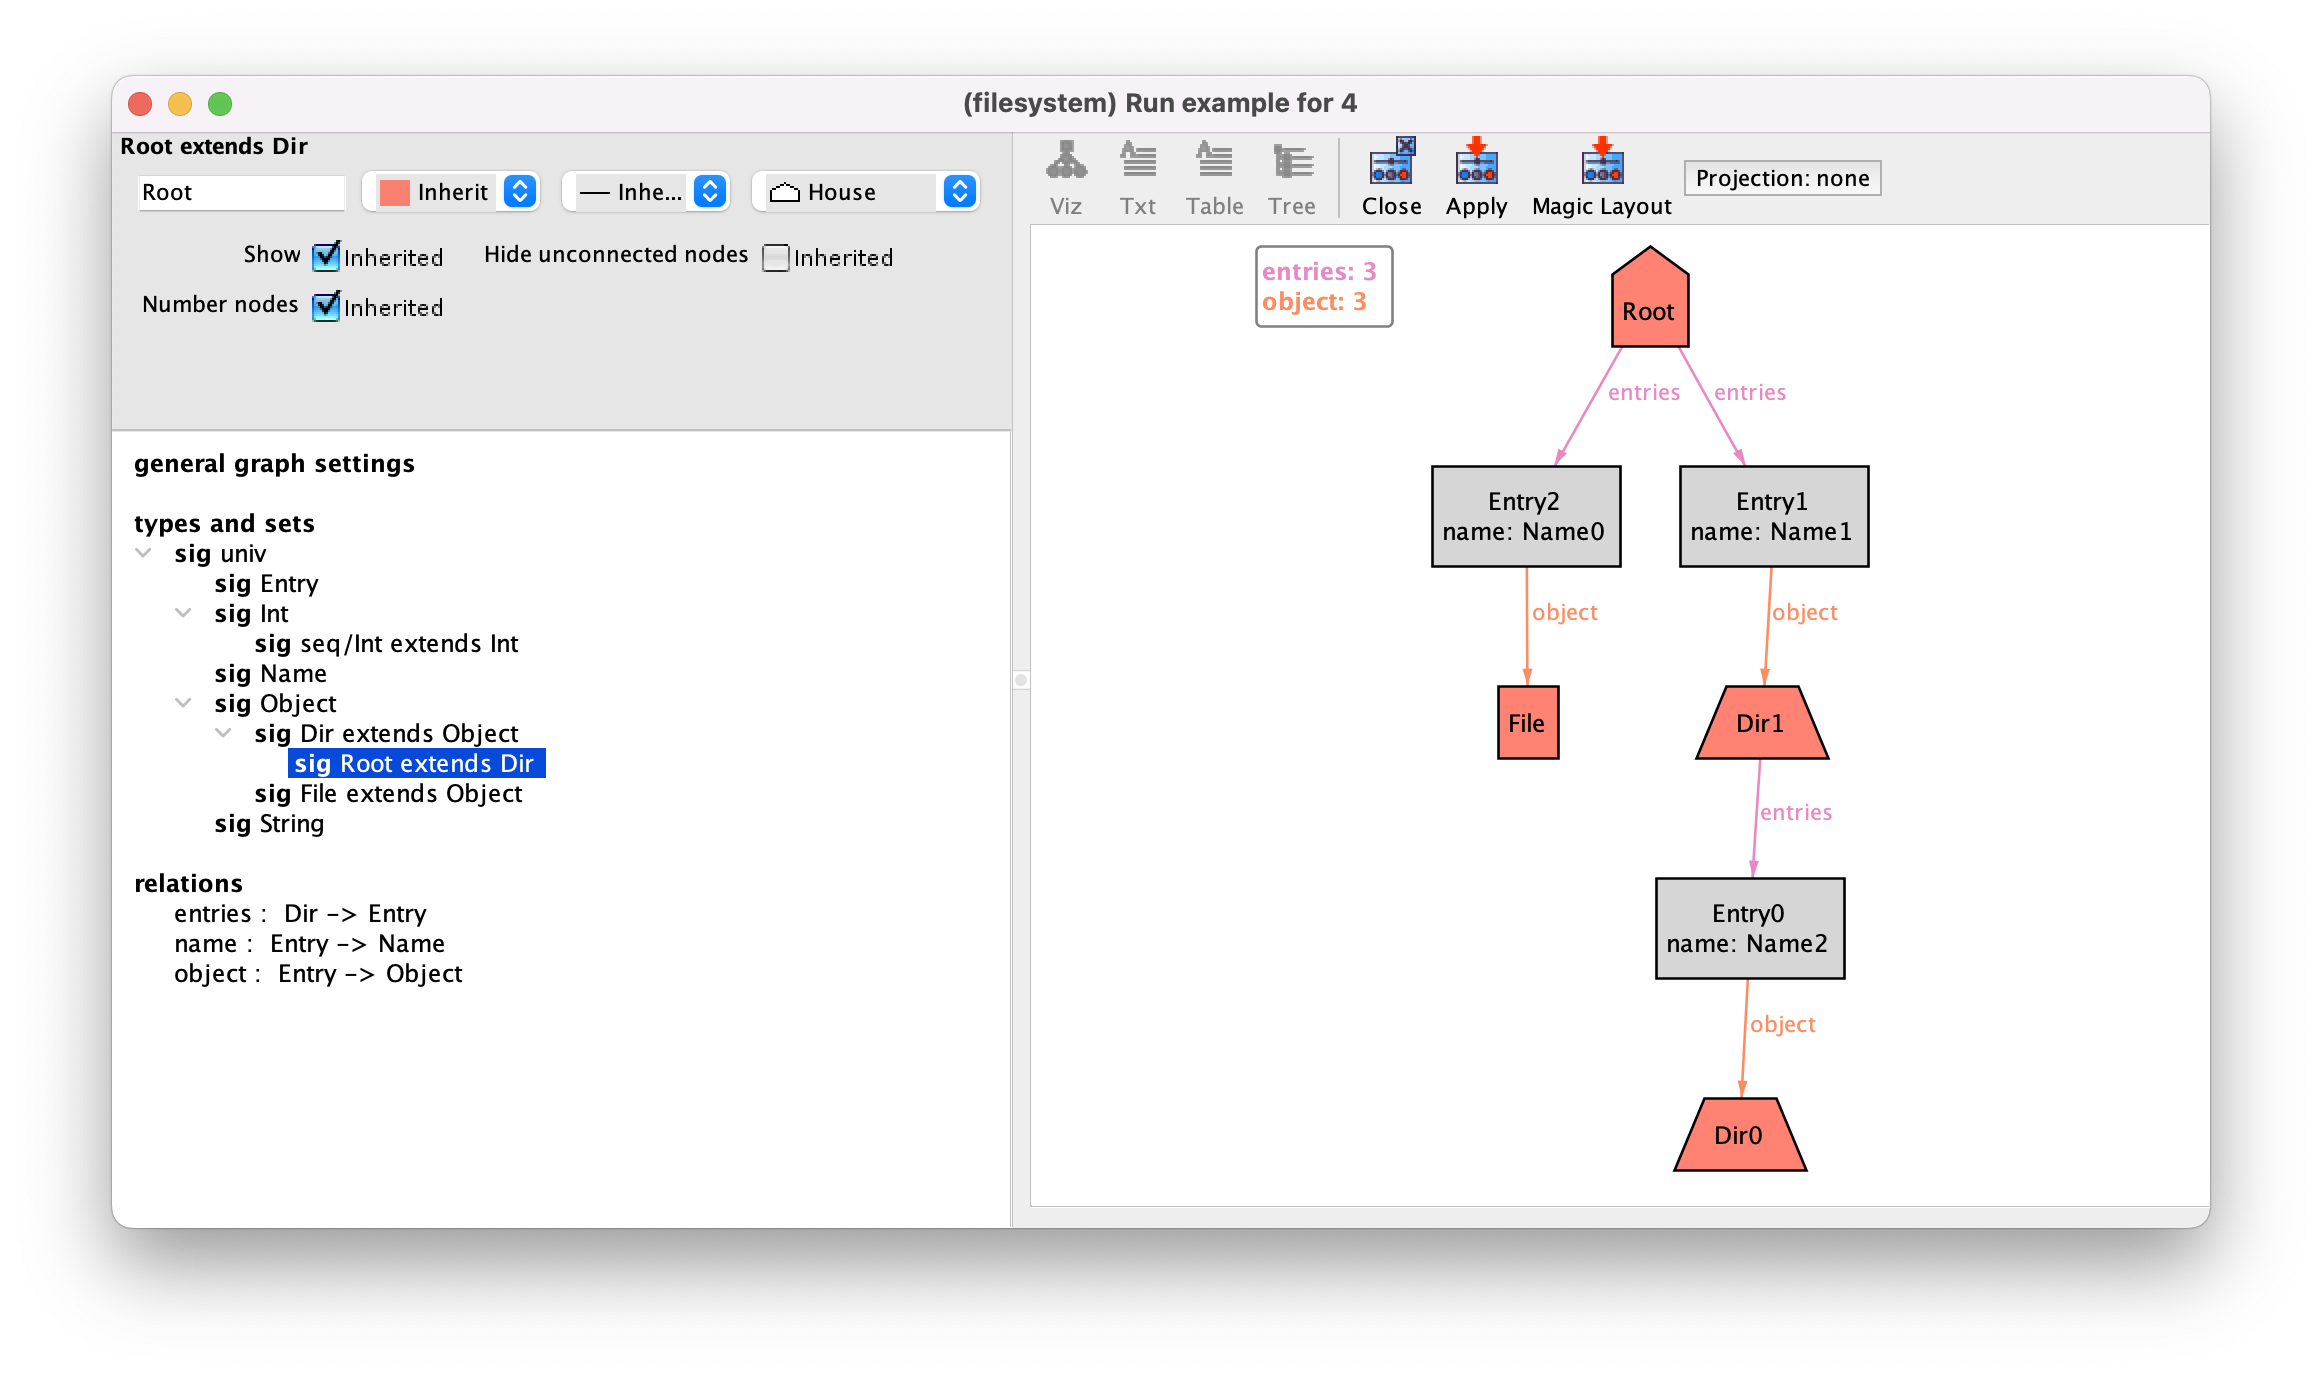 (filesystem) Run example for 4
Root extends Dir
Root
Inherit
Inhe...
House
Show
Inherited
Hide unconnected nodes
Inherited
Number nodes
Inherited
general graph settings
types and sets
sig univ
sig Entry
sig Int
sig seq/Int extends Int
sig Name
sig Object
sig Dir extends Object
sig Root extends Dir
sig File extends Object
sig String
relations
entries : Dir -> Entry
name : Entry -> Name
object : Entry -> Object
Viz
Txt
Table
Tree
Close
Apply
Magic Layout
Projection: none
entries: 3
object: 3
Root
entries
entries
Entry2
name: Name0
Entry1
name: Name1
object
object
File
Dir1
entries
Entry0
name: Name2
object
Dir0